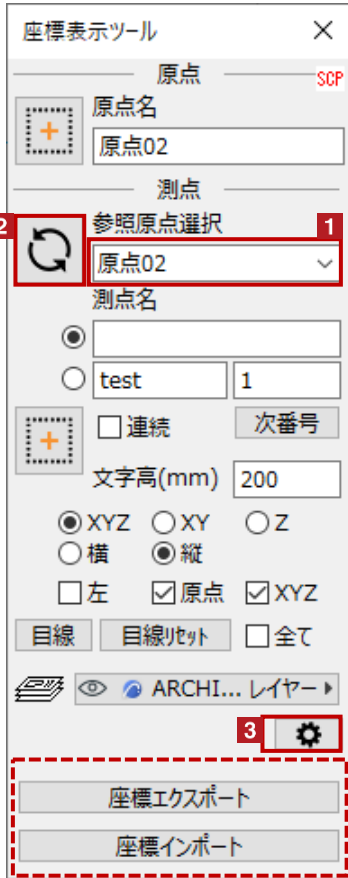 座標表示ツール
原点
SCP
原点名
原点02
測点
2
参照原点選択
1
原点02
測点名
test 1
連続 次番号
文字高(mm) 200
XYZ XY Z
横 縦
左 原点 XYZ
目線 目線リセット 全て
ARCHI... レイヤー
3
座標エクスポート
座標インポート